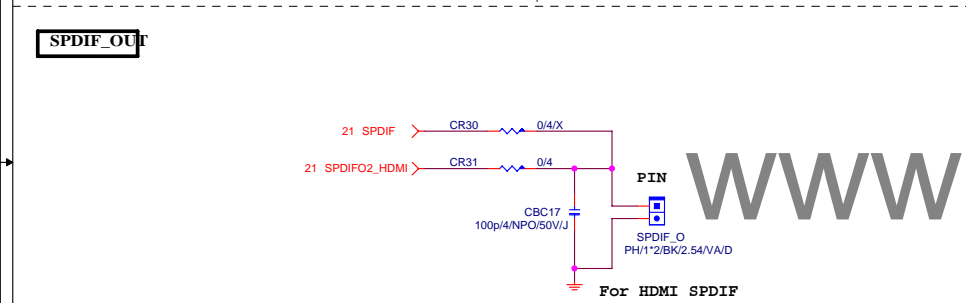 SPDIF_OUT
21 SPDIF CR30 0/4/X
21 SPDIFO2_HDMI CR31 0/4
PIN
WWW
CBC17
100p/4/NPO/50V/J
SPDIF_O
PH/1*2/BK/2.54/VA/D
For HDMI SPDIF